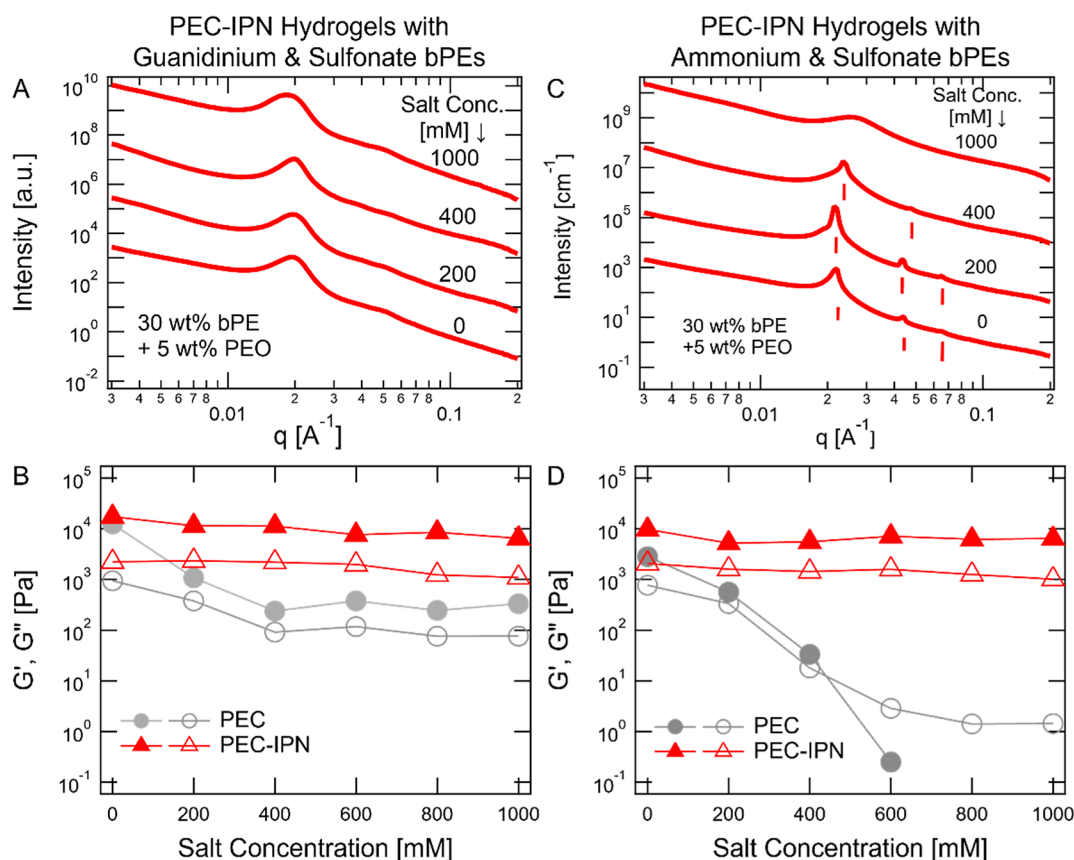 PEC-IPN Hydrogels with
Guanidinium & Sulfonate bPEs
A
Intensity [a.u.]
10^10
10^8
10^6
10^4
10^2
10^0
10^-2
Salt Conc.
[mM] ↓
1000
400
200
0
30 wt% bPE
+ 5 wt% PEO
3 4 5 6 7 8 0.01 2 3 4 5 6 7 8 0.1 2
q [A^-1]
PEC-IPN Hydrogels with
Ammonium & Sulfonate bPEs
C
Intensity [cm^-1]
10^9
10^7
10^5
10^3
10^1
10^-1
Salt Conc.
[mM] ↓
1000
400
200
0
30 wt% bPE
+5 wt% PEO
3 4 5 6 7 8 0.01 2 3 4 5 6 7 8 0.1 2
q [A^-1]
B
G', G" [Pa]
10^5
10^4
10^3
10^2
10^1
10^0
10^-1
PEC
PEC-IPN
0 200 400 600 800 1000
Salt Concentration [mM]
D
G', G" [Pa]
10^5
10^4
10^3
10^2
10^1
10^0
10^-1
PEC
PEC-IPN
0 200 400 600 800 1000
Salt Concentration [mM]